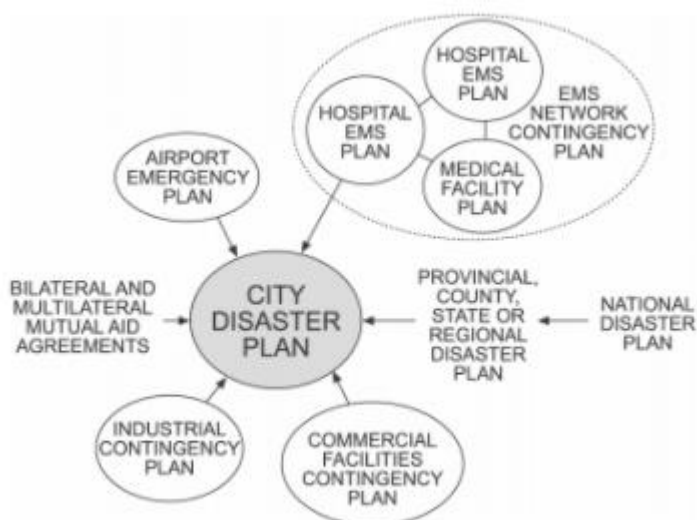 HOSPITAL
EMS
PLAN
HOSPITAL
EMS
PLAN
EMS
NETWORK
CONTINGENCY
PLAN
MEDICAL
FACILITY
PLAN
AIRPORT
EMERGENCY
PLAN
BILATERAL AND
MULTILATERAL
MUTUAL AID
AGREEMENTS
CITY
DISASTER
PLAN
PROVINCIAL,
COUNTY,
STATE OR
REGIONAL
DISASTER
PLAN
NATIONAL
DISASTER
PLAN
INDUSTRIAL
CONTINGENCY
PLAN
COMMERCIAL
FACILITIES
CONTINGENCY
PLAN